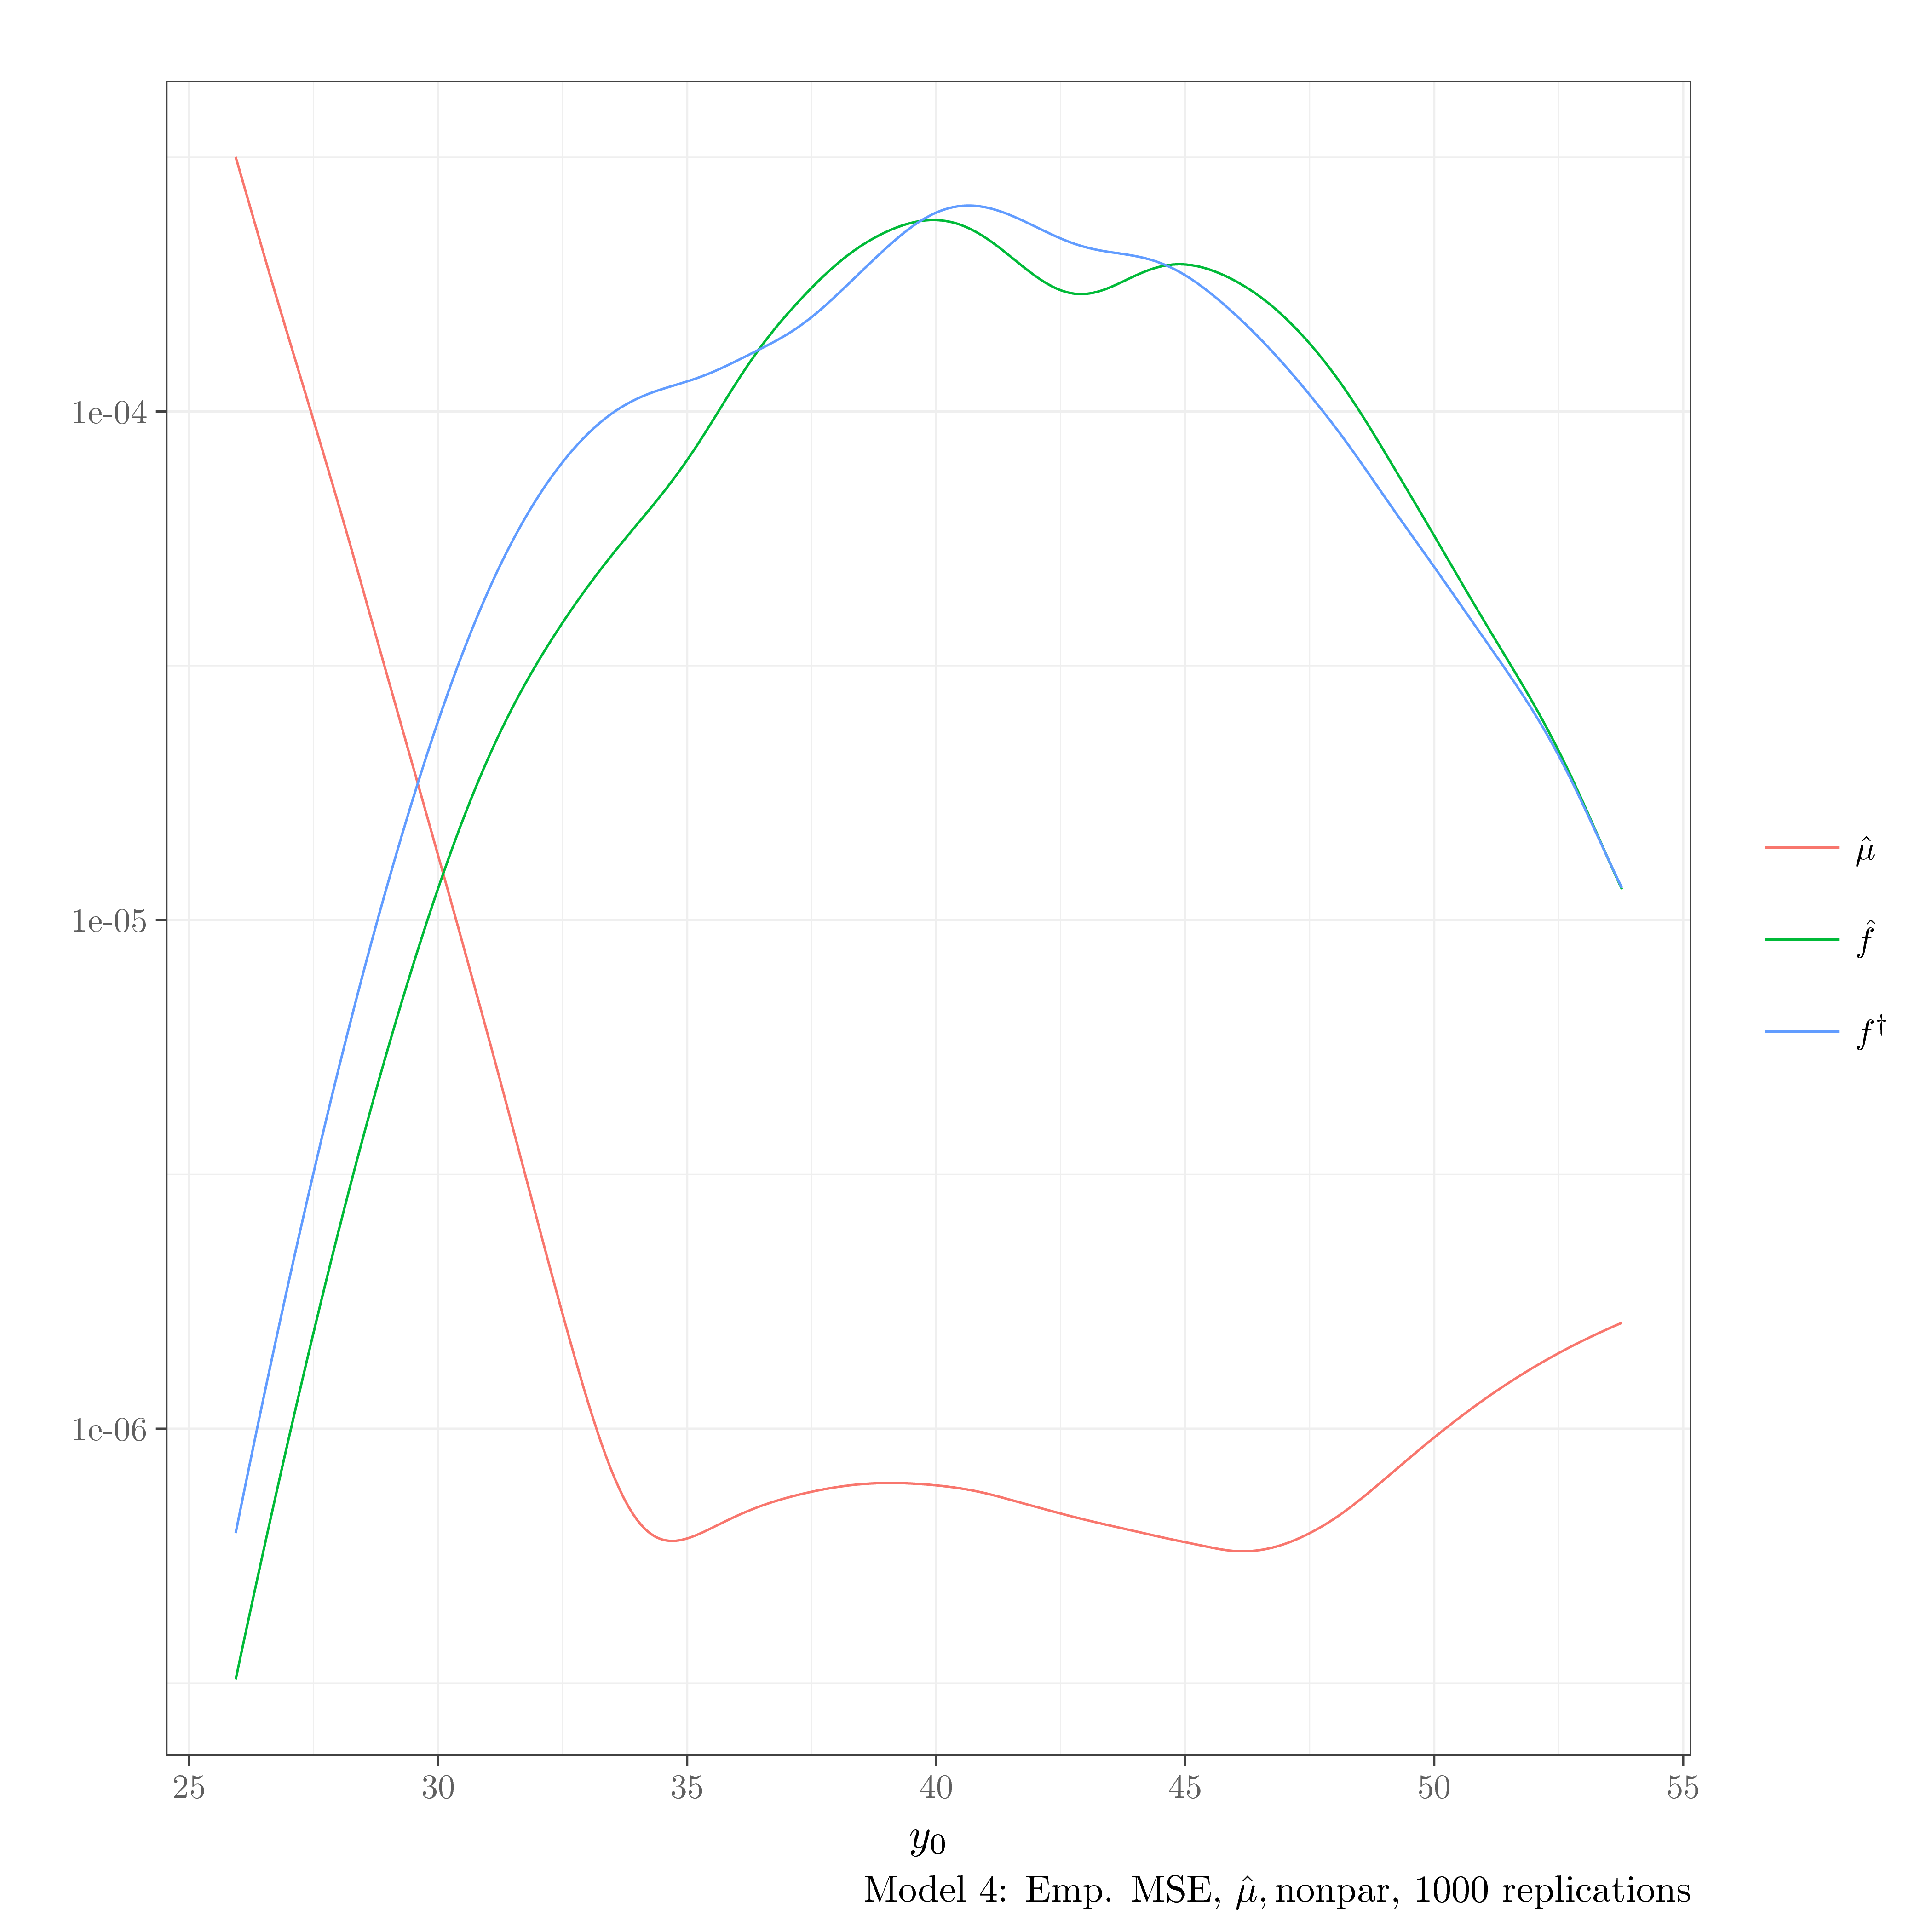 1e-04
1e-05
1e-06
25 30 35 40 45 50 55
y₀
μ̂
f̂
f†
Model 4: Emp. MSE, μ̂, nonpar, 1000 replications